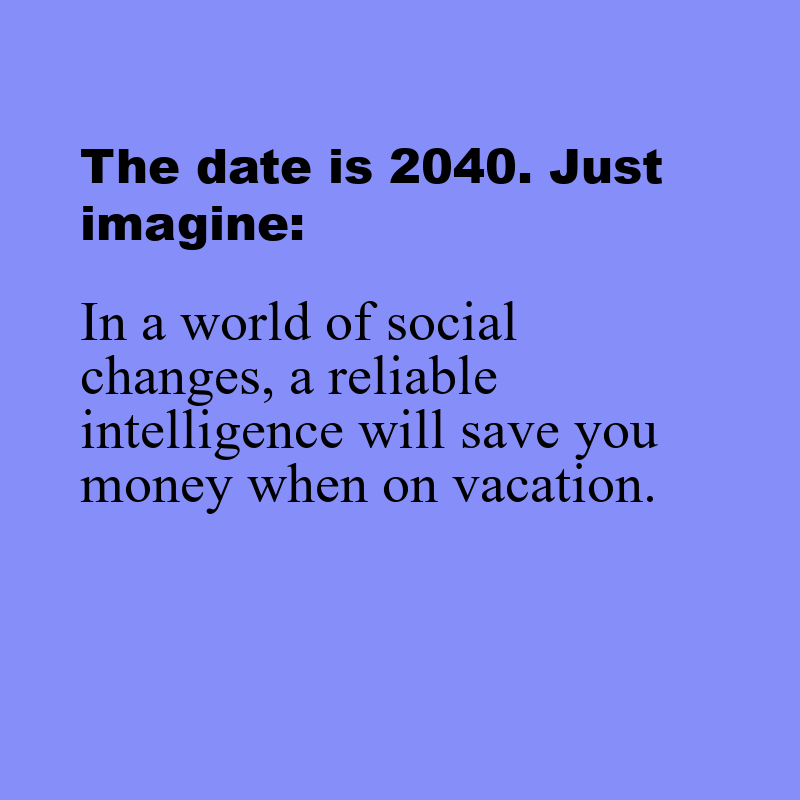 The date is 2040. Just
imagine:
In a world of social
changes, a reliable
intelligence will save you
money when on vacation.